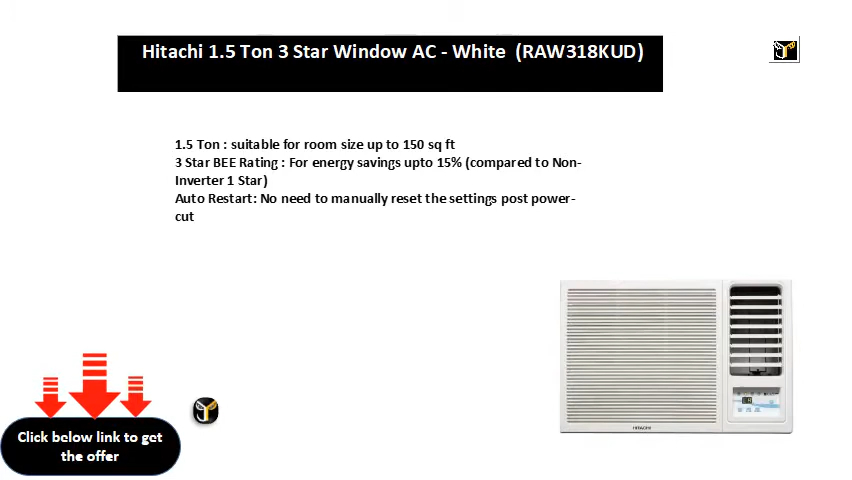 Hitachi 1.5 Ton 3 Star Window AC - White (RAW318KUD)
1.5 Ton : suitable for room size up to 150 sq ft
3 Star BEE Rating : For energy savings upto 15% (compared to Non-
Inverter 1 Star)
Auto Restart: No need to manually reset the settings post power-
cut
HITACHI
Click below link to get
the offer